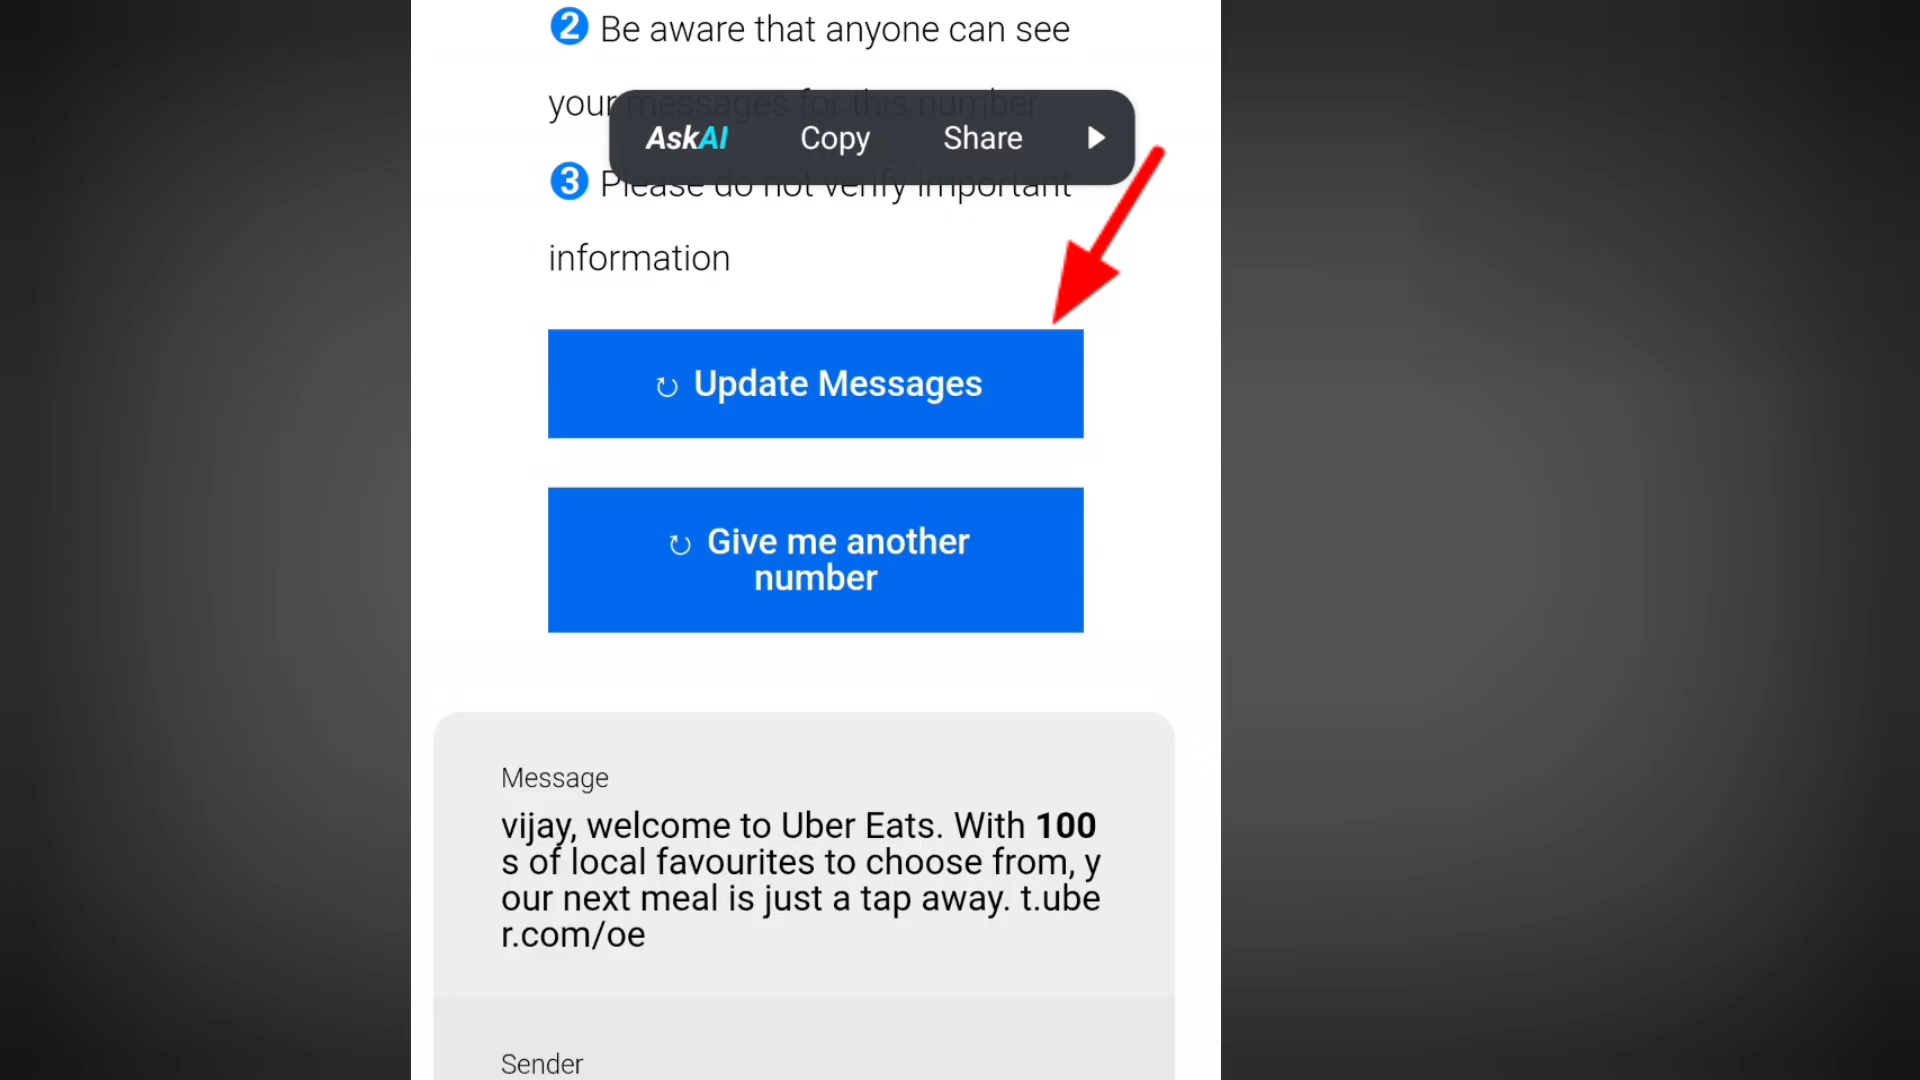 2 Be aware that anyone can see
your messages for this number
AskAI Copy Share
3 Please do not verify important
information
Update Messages
Give me another
number
Message
vijay, welcome to Uber Eats. With 100
s of local favourites to choose from, y
our next meal is just a tap away. t.ube
r.com/oe
Sender